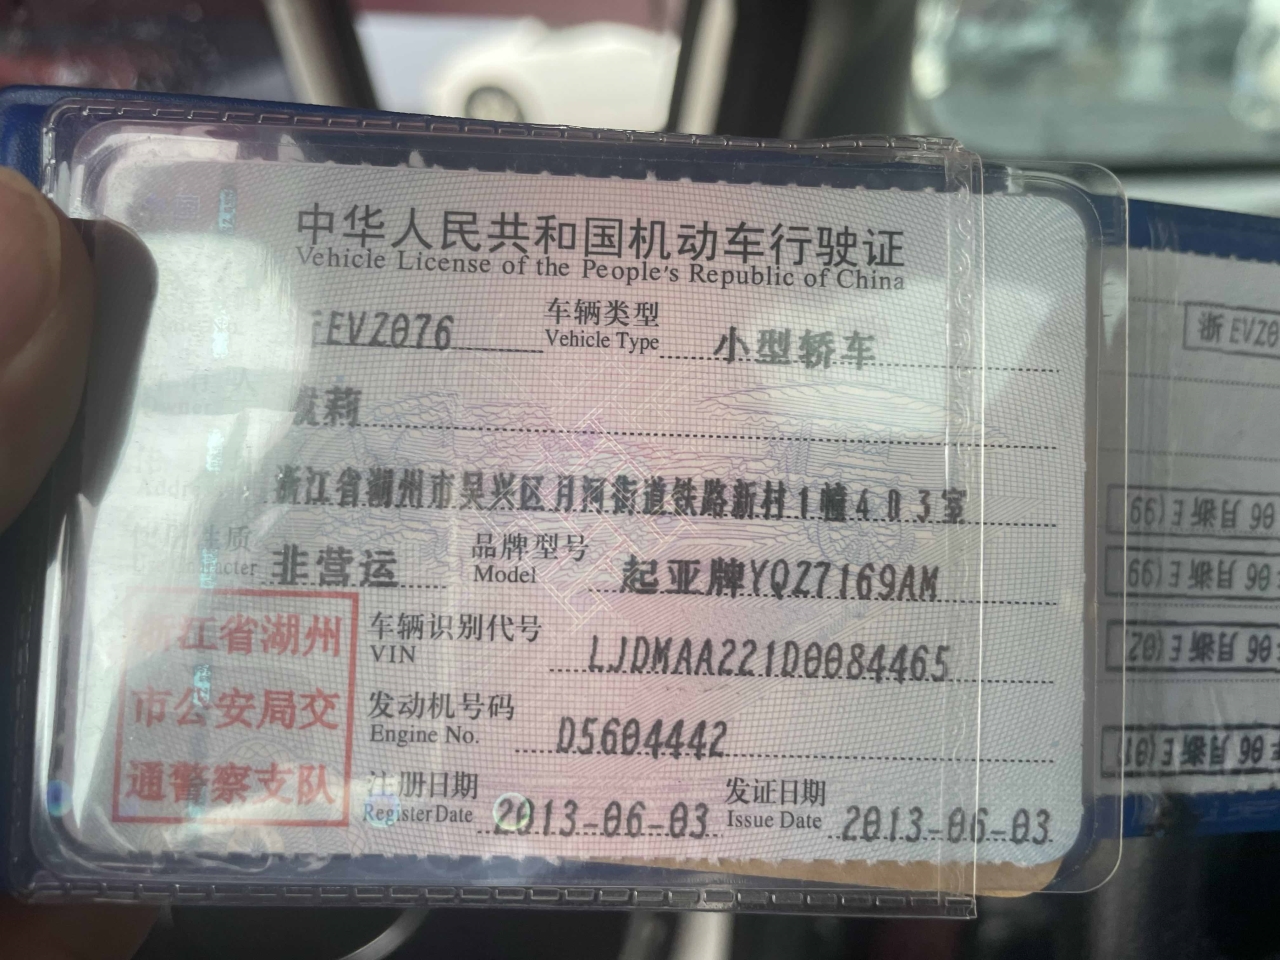 中华人民共和国机动车行驶证
Vehicle License of the People's Republic of China
EVZ076 车辆类型 小型轿车
Vehicle Type
莉
浙江省湖州市吴兴区月河街道铁路新村1幢403室
非营运 品牌型号 起亚牌YQZ7169AM
Model
浙江省湖州
市公安局交
通警察支队
车辆识别代号 LJDMAA221D0084465
VIN
发动机号码 D5604442
Engine No.
注册日期 2013-06-03 发证日期 2013-06-03
Register Date Issue Date
浙EVZ0